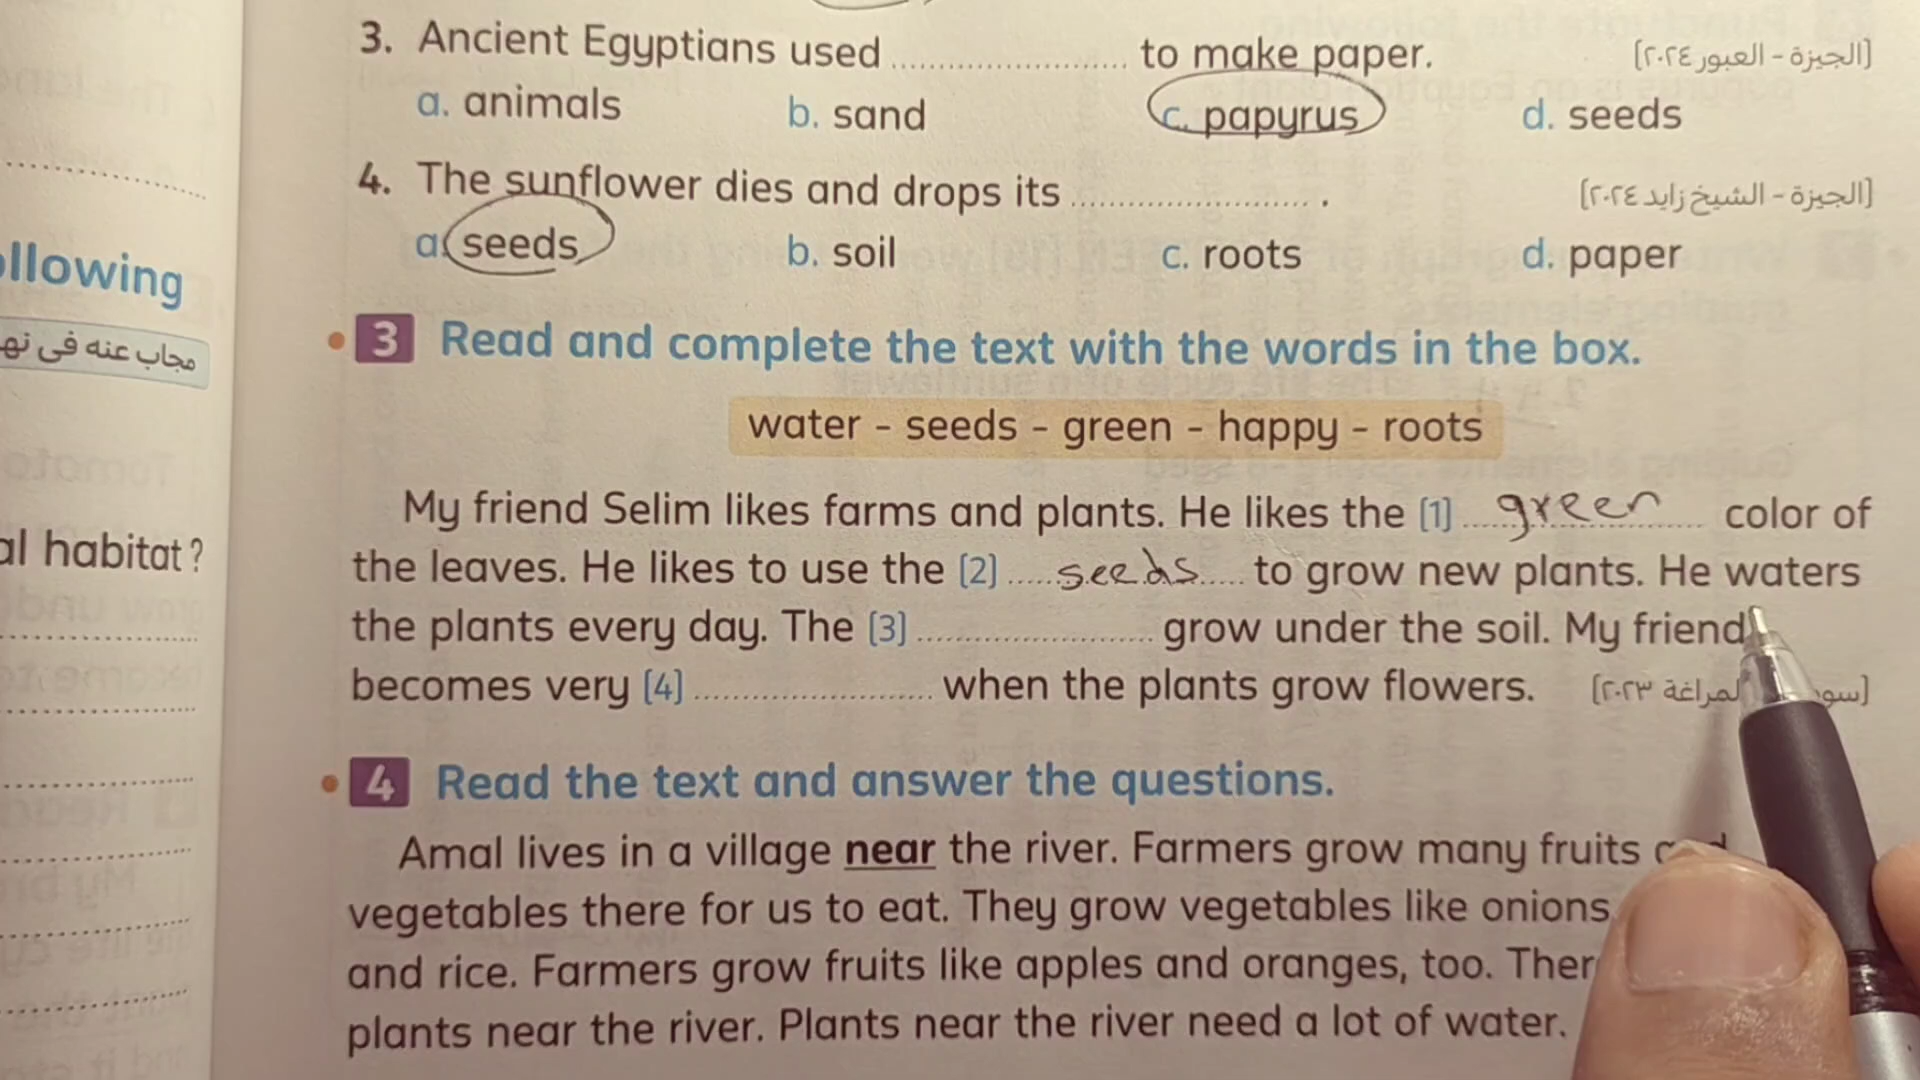 3. Ancient Egyptians used ........................ to make paper. [الجيزة - العبور ٢٠٢٤]
a. animals b. sand c. papyrus d. seeds
4. The sunflower dies and drops its ........................ . [الجيزة - الشيخ زايد ٢٠٢٤]
a. seeds b. soil c. roots d. paper
llowing
مجاب عنه فى
al habitat?
3 Read and complete the text with the words in the box.
water - seeds - green - happy - roots
My friend Selim likes farms and plants. He likes the [1] green color of
the leaves. He likes to use the [2] seeds to grow new plants. He waters
the plants every day. The [3] ........................ grow under the soil. My friend
becomes very [4] ........................ when the plants grow flowers. [٢٠٢٣
4 Read the text and answer the questions.
Amal lives in a village near the river. Farmers grow many fruits
vegetables there for us to eat. They grow vegetables like onions
and rice. Farmers grow fruits like apples and oranges, too.
plants near the river. Plants near the river need a lot of water.